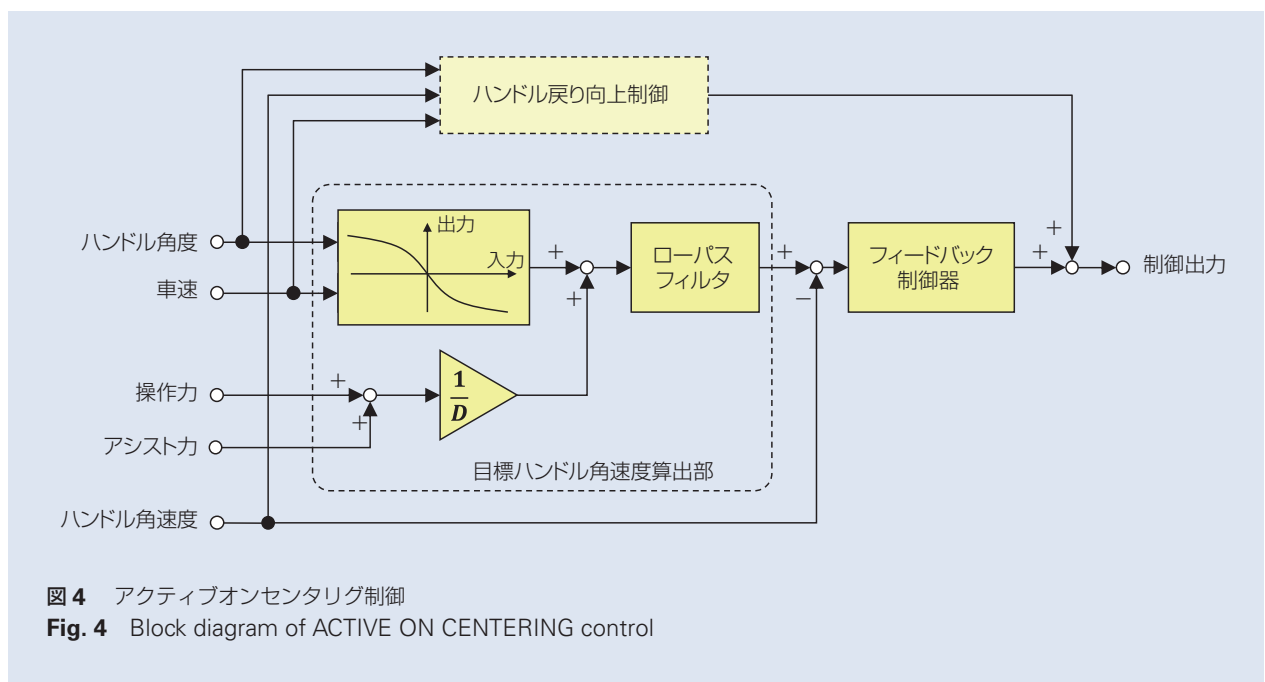 ハンドル戻り向上制御
ハンドル角度
車速
操作力
アシスト力
ハンドル角速度
出力
入力
+
+
ローパス
フィルタ
+
−
フィードバック
制御器
+
+
制御出力
+
+
1
D
目標ハンドル角速度算出部
図4 アクティブオンセンタリグ制御
Fig. 4 Block diagram of ACTIVE ON CENTERING control